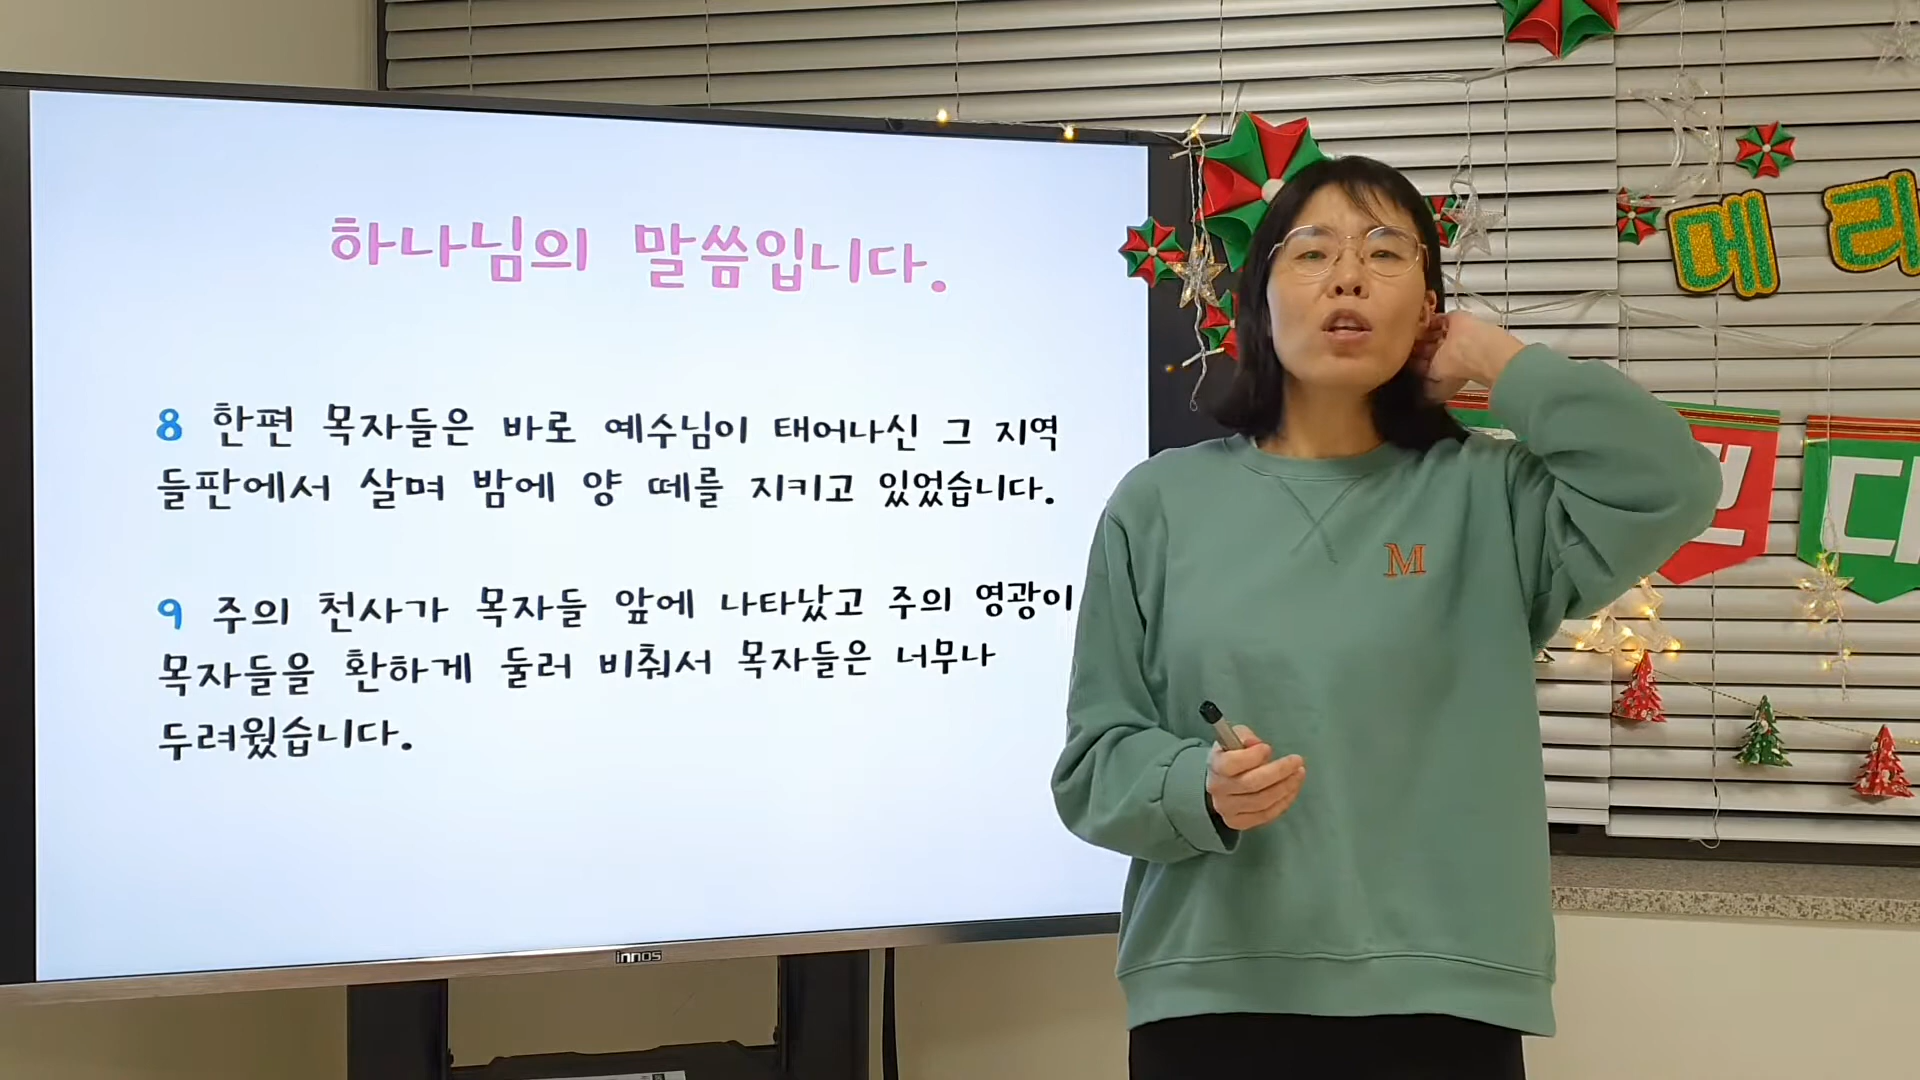 하나님의 말씀입니다.
8 한편 목자들은 바로 예수님이 태어나신 그 지역
들판에서 살며 밤에 양 떼를 지키고 있었습니다.
9 주의 천사가 목자들 앞에 나타났고 주의 영광이
목자들을 환하게 둘러 비춰서 목자들은 너무나
두려웠습니다.
innos
M
메리